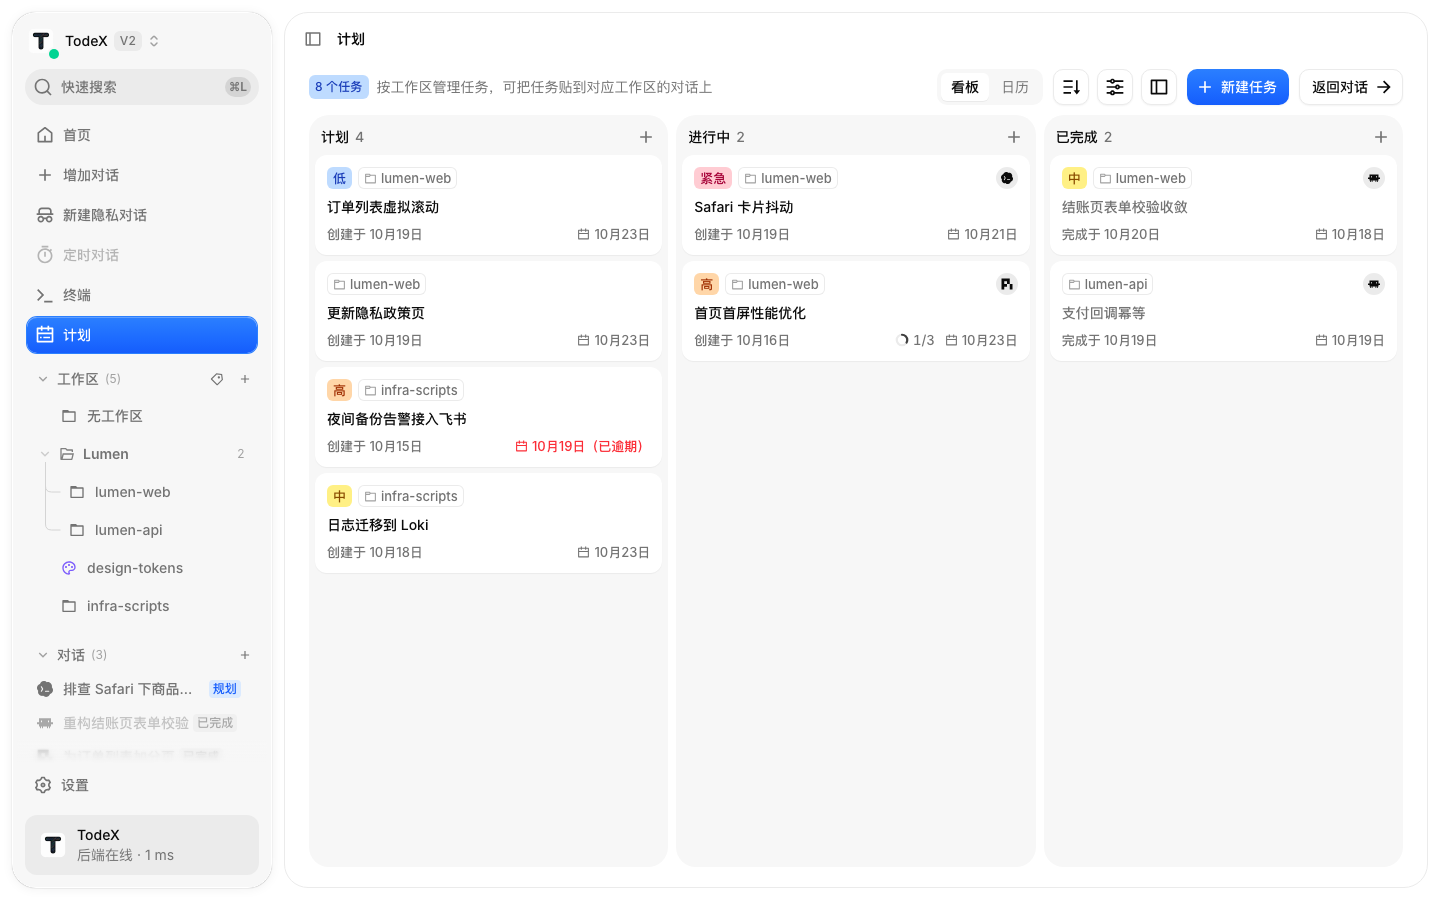 TodeX V2
快速搜索 ⌘L
首页
增加对话
新建隐私对话
定时对话
终端
计划
工作区 (5)
无工作区
Lumen 2
lumen-web
lumen-api
design-tokens
infra-scripts
对话 (3)
排查 Safari 下商品... 规划
重构结账页表单校验 已完成
设置
TodeX
后端在线 · 1 ms
计划
8 个任务 按工作区管理任务，可把任务贴到对应工作区的对话上
看板 日历
新建任务
返回对话
计划 4
低 lumen-web
订单列表虚拟滚动
创建于 10月19日 10月23日
lumen-web
更新隐私政策页
创建于 10月19日 10月23日
高 infra-scripts
夜间备份告警接入飞书
创建于 10月15日 10月19日（已逾期）
中 infra-scripts
日志迁移到 Loki
创建于 10月18日 10月23日
进行中 2
紧急 lumen-web
Safari 卡片抖动
创建于 10月19日 10月21日
高 lumen-web
首页首屏性能优化
创建于 10月16日 1/3 10月23日
已完成 2
中 lumen-web
结账页表单校验收敛
完成于 10月20日 10月18日
lumen-api
支付回调幂等
完成于 10月19日 10月19日